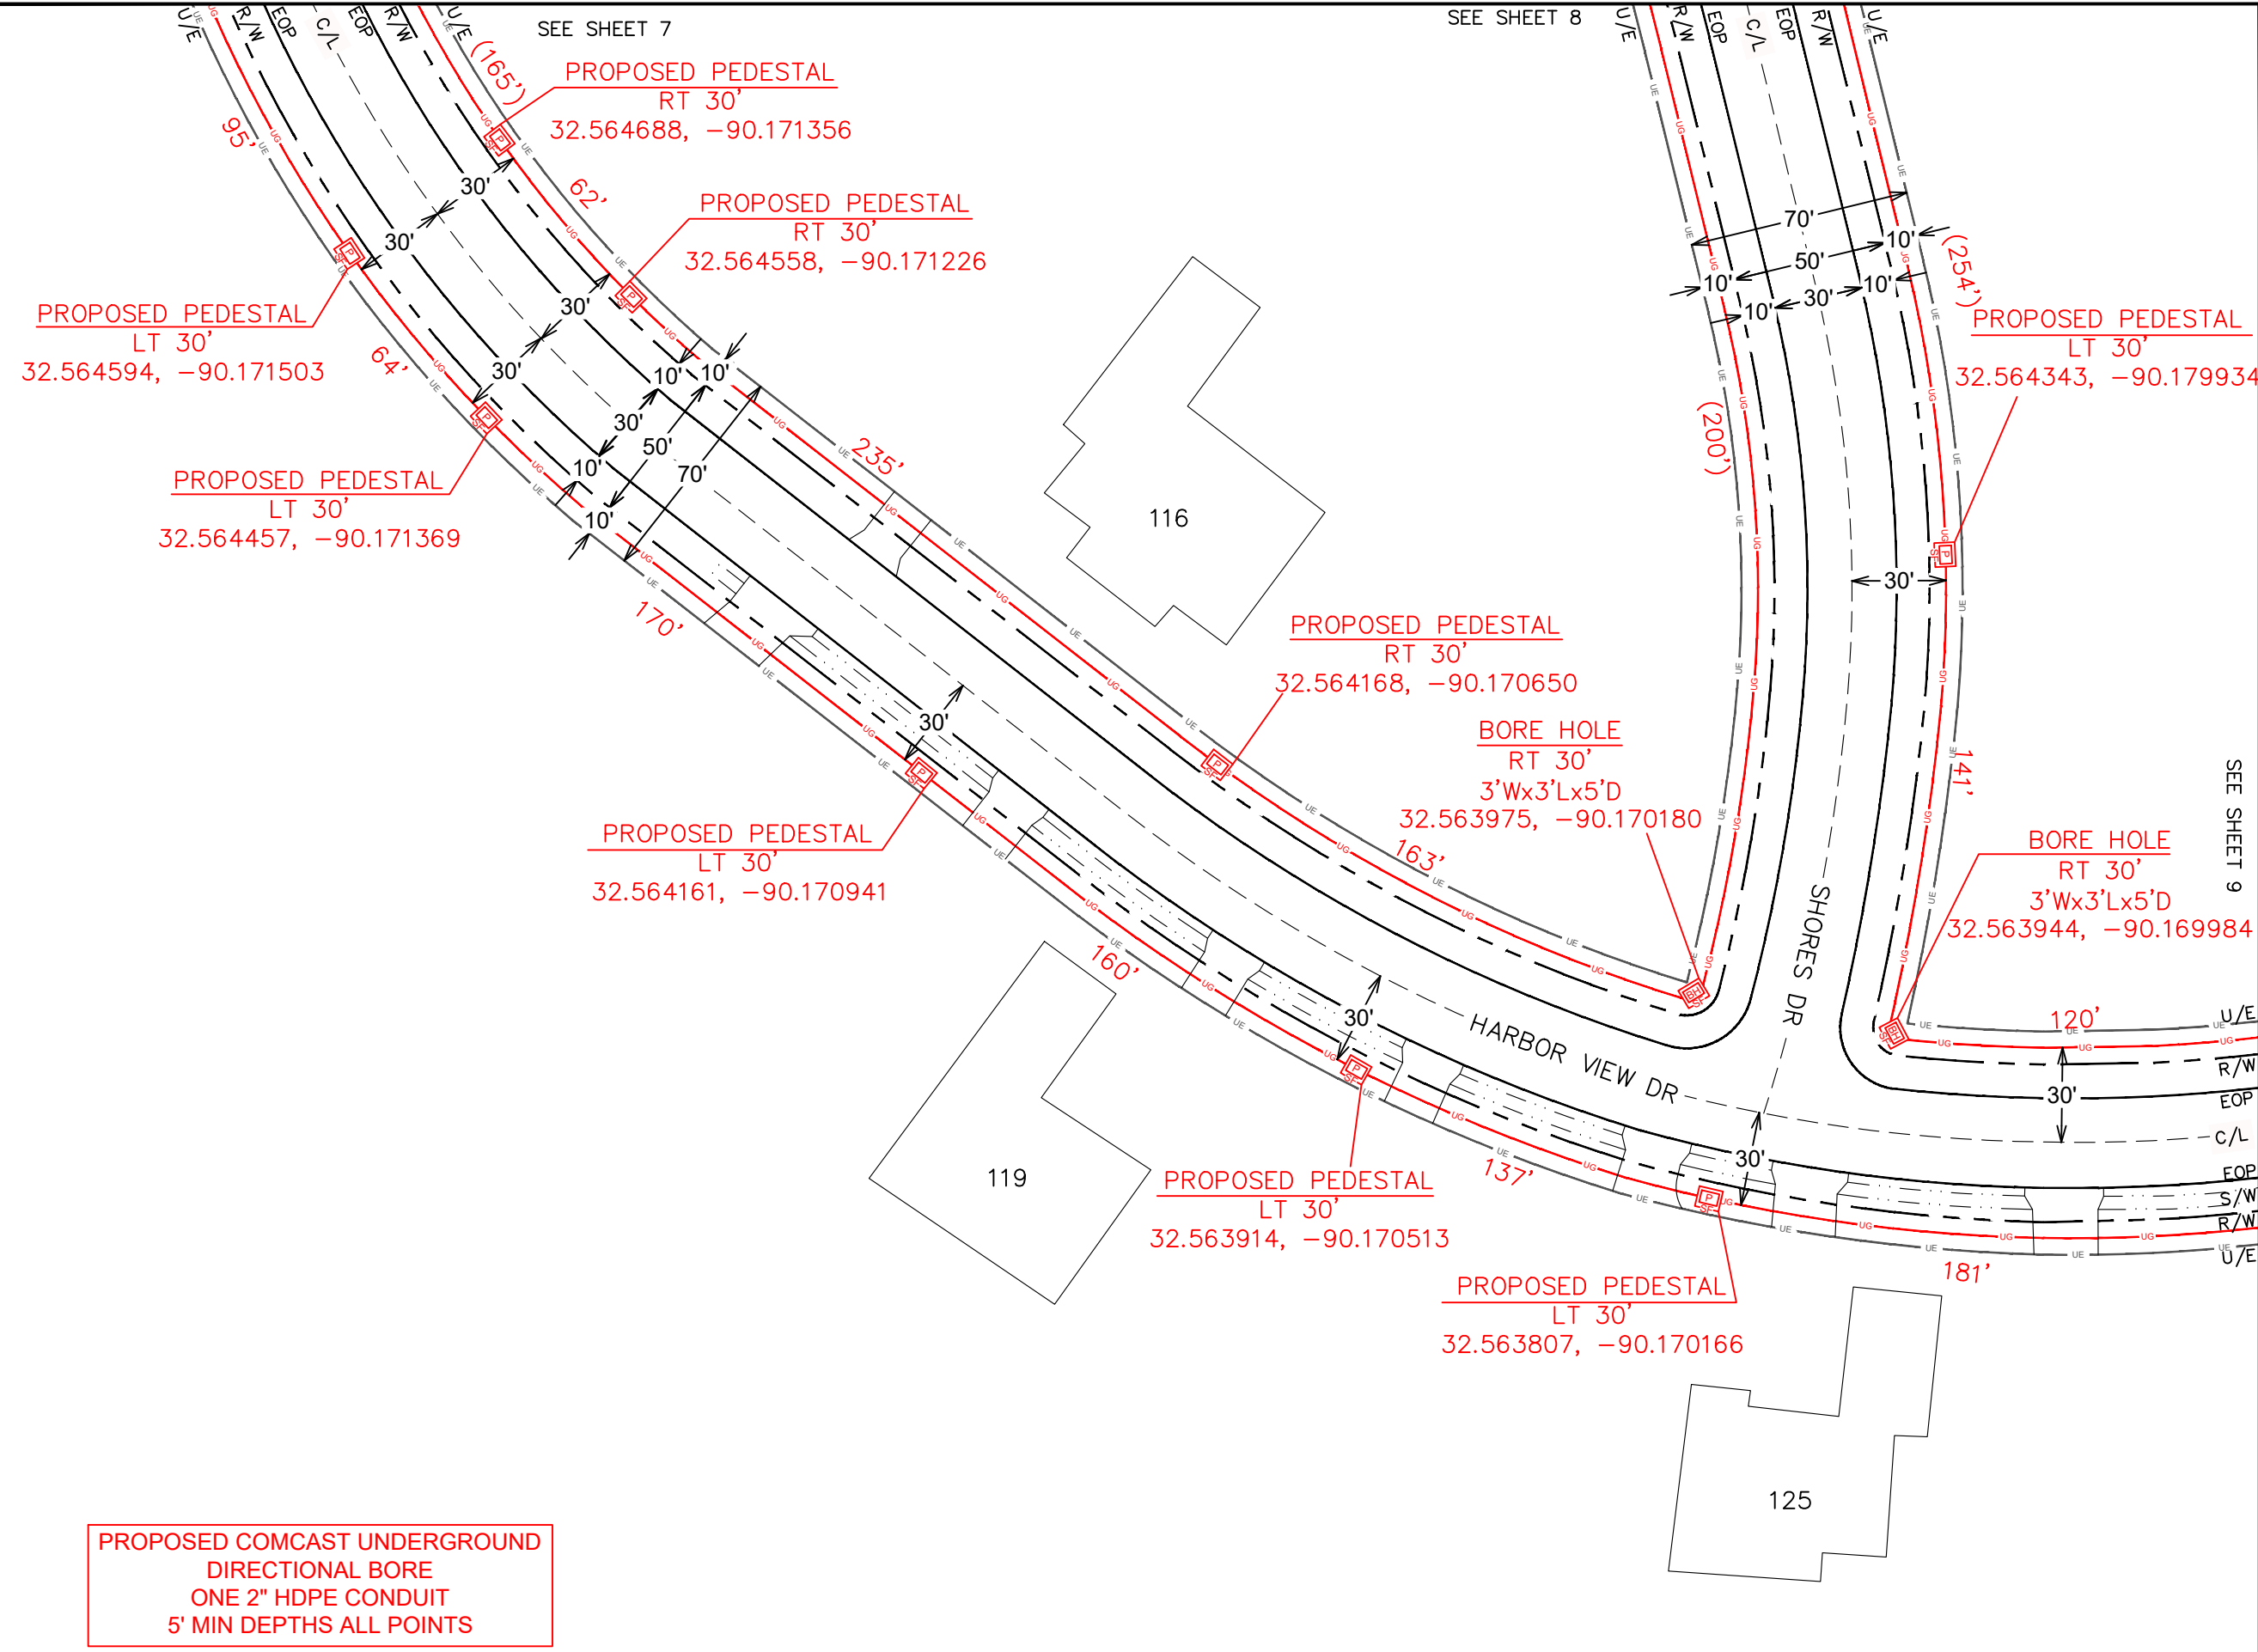 SEE SHEET 7
SEE SHEET 8
U/E
R/W
EOP
C/L
EOP
R/W
U/E
U/E
R/W
EOP
C/L
EOP
R/W
U/E
(165')
PROPOSED PEDESTAL
RT 30'
32.564688, -90.171356
95'
62'
30'
30'
PROPOSED PEDESTAL
RT 30'
32.564558, -90.171226
PROPOSED PEDESTAL
LT 30'
32.564594, -90.171503
64'
30'
30'
PROPOSED PEDESTAL
LT 30'
32.564457, -90.171369
10'
10'
30'
50'
70'
10'
10'
235'
170'
116
70'
10'
50'
10'
10'
30'
10'
(254')
(200')
PROPOSED PEDESTAL
LT 30'
32.564343, -90.179934
30'
PROPOSED PEDESTAL
RT 30'
32.564168, -90.170650
BORE HOLE
RT 30'
3'Wx3'Lx5'D
32.563975, -90.170180
141'
SEE SHEET 9
30'
PROPOSED PEDESTAL
LT 30'
32.564161, -90.170941
163'
BORE HOLE
RT 30'
3'Wx3'Lx5'D
32.563944, -90.169984
160'
SHORES DR
30'
HARBOR VIEW DR
120'
U/E
R/W
EOP
30'
C/L
EOP
S/W
R/W
U/E
119
PROPOSED PEDESTAL
LT 30'
32.563914, -90.170513
137'
30'
181'
PROPOSED PEDESTAL
LT 30'
32.563807, -90.170166
125
PROPOSED COMCAST UNDERGROUND
DIRECTIONAL BORE
ONE 2" HDPE CONDUIT
5' MIN DEPTHS ALL POINTS